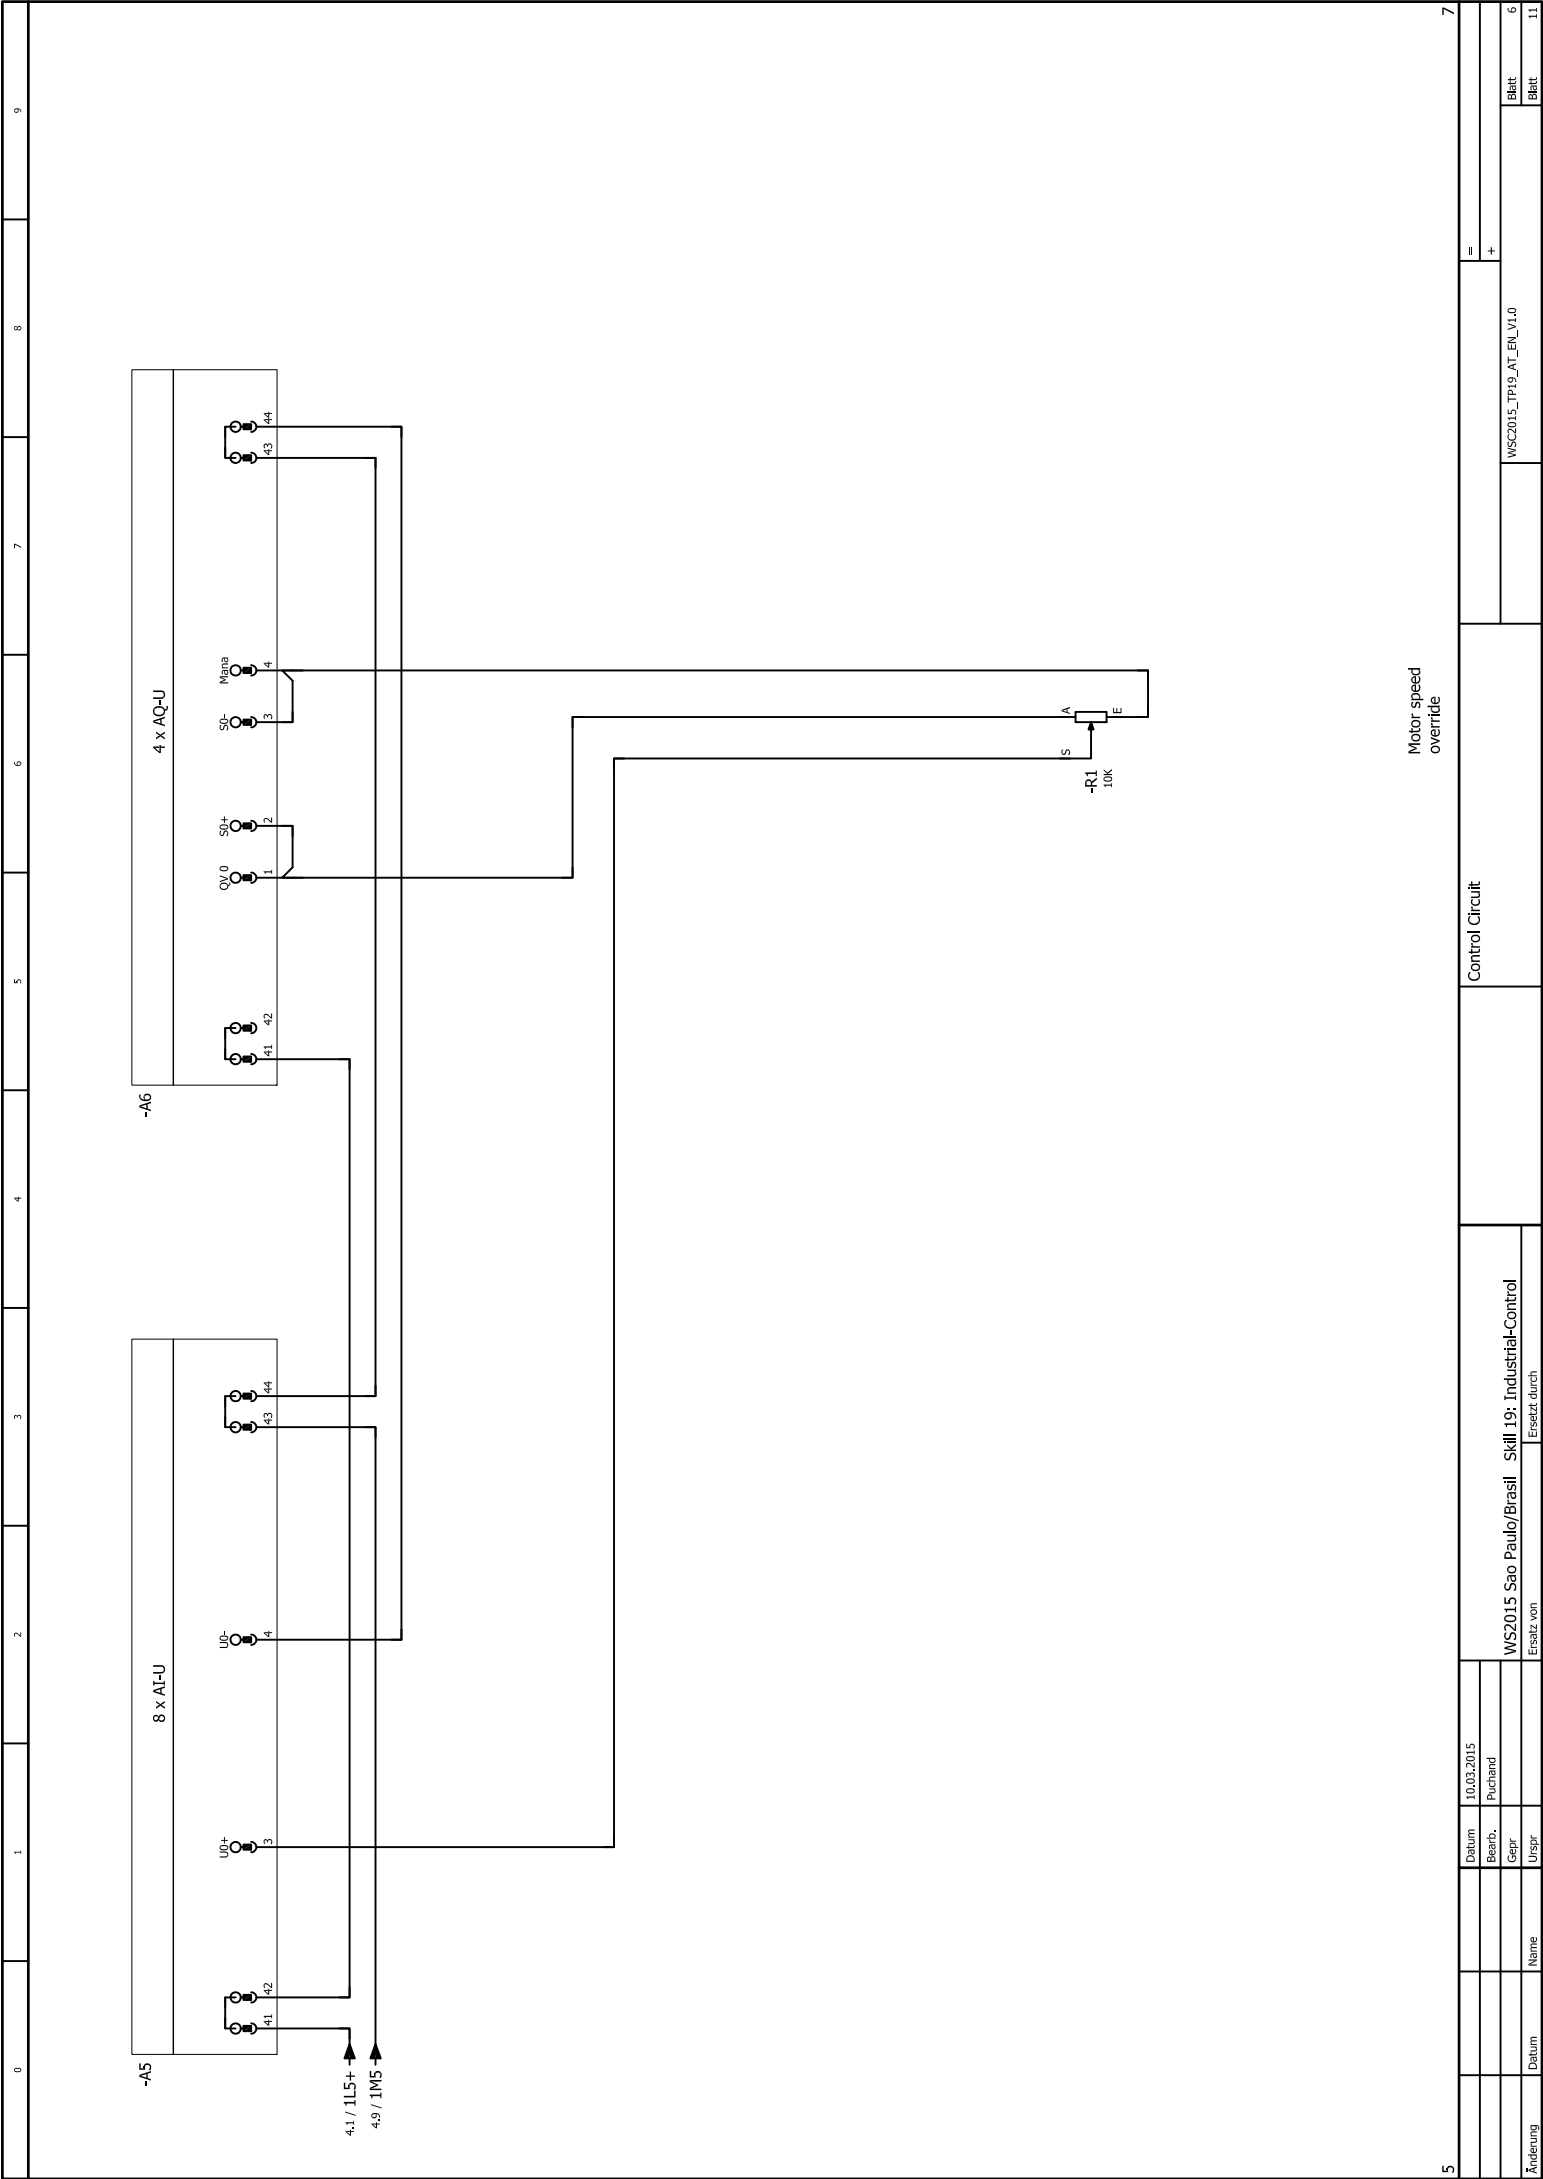 0 1 2 3 4 5 6 7 8 9
-A5
8 x AI-U
-A6
4 x AQ-U
U0+ U0- QV 0 S0+ S0- Mana
41 42 3 4 43 44 41 42 1 2 3 4 43 44
4.1 / 1L5+
4.9 / 1M5
S A
-R1
10K
E
Motor speed
override
5 7
Datum 10.03.2015
Control Circuit
=
Bearb. Puchand
+
Gepr
WS2015 Sao Paulo/Brasil Skill 19: Industrial-Control
WSC2015_TP19_AT_EN_V1.0
Blatt 6
Änderung Datum Name Urspr Ersatz von Ersetzt durch
Blatt 11